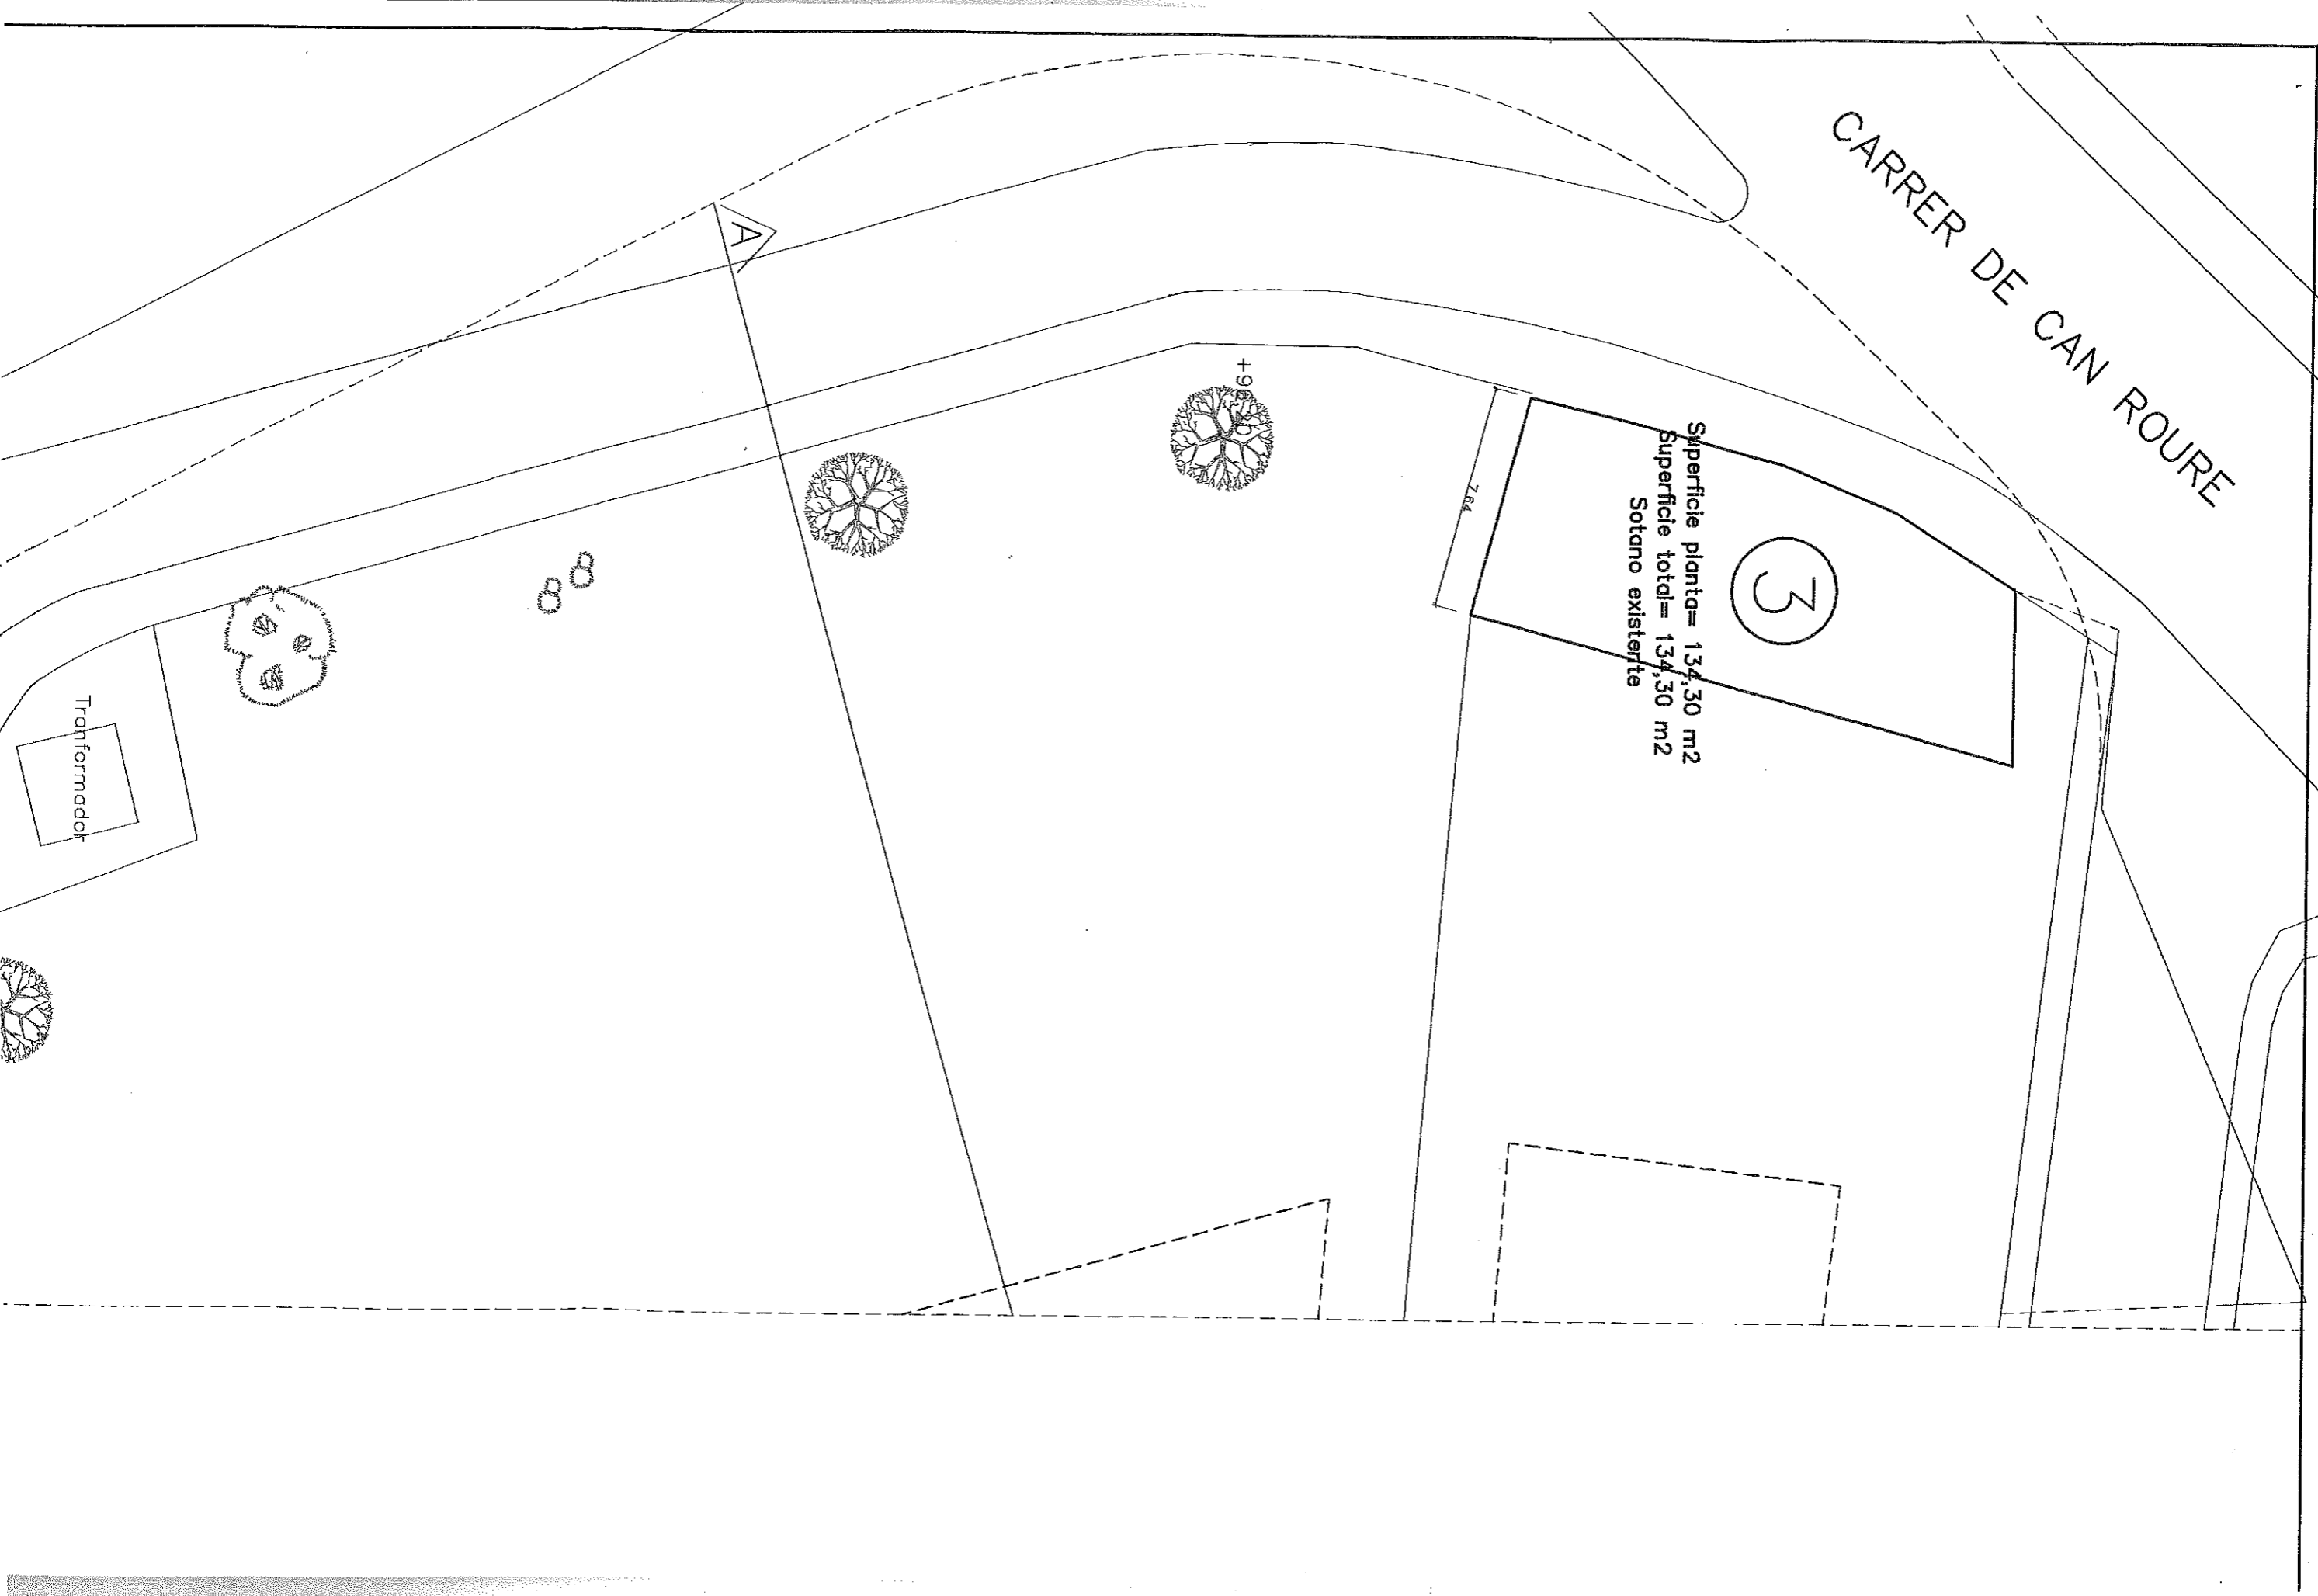 CARRER DE CAN ROURE
A
3
Superficie planta= 134,30 m2
Superficie total= 134,30 m2
Sotano existente
7.64
Tranformador